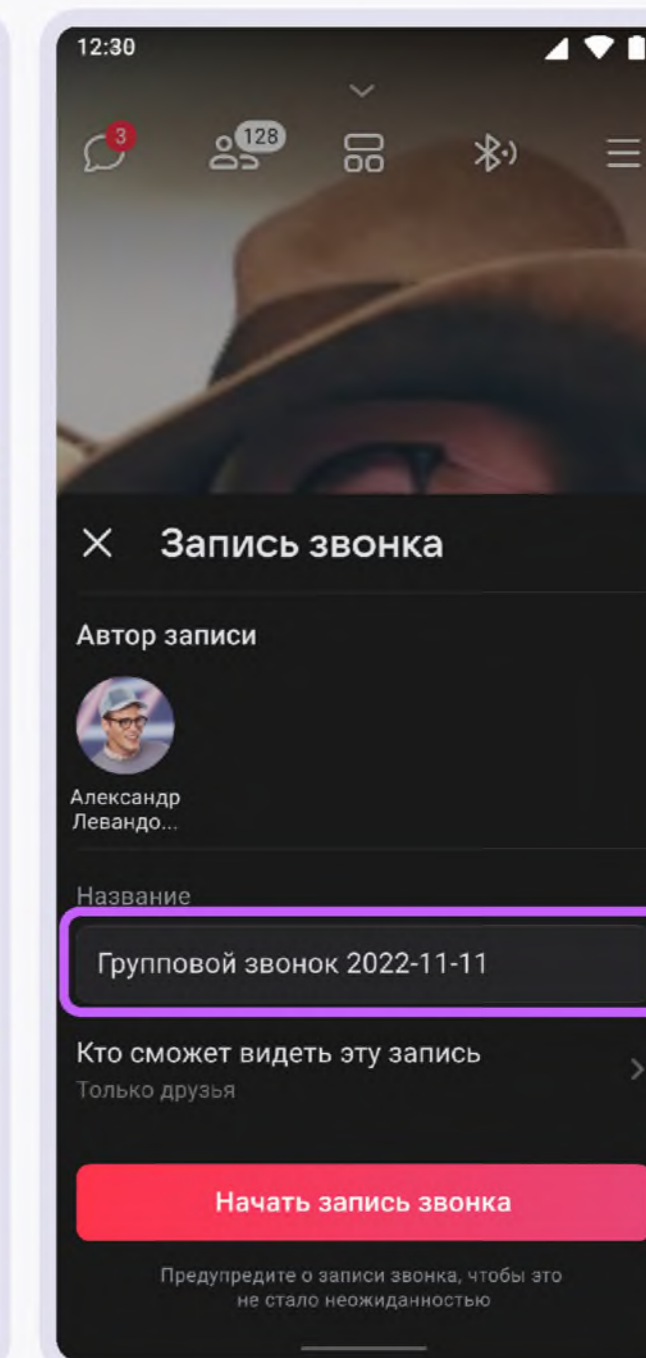 12:30
3
128
Запись звонка
Автор записи
Александр
Левандо...
Название
Групповой звонок 2022-11-11
Кто сможет видеть эту запись
Только друзья
Начать запись звонка
Предупредите о записи звонка, чтобы это
не стало неожиданностью